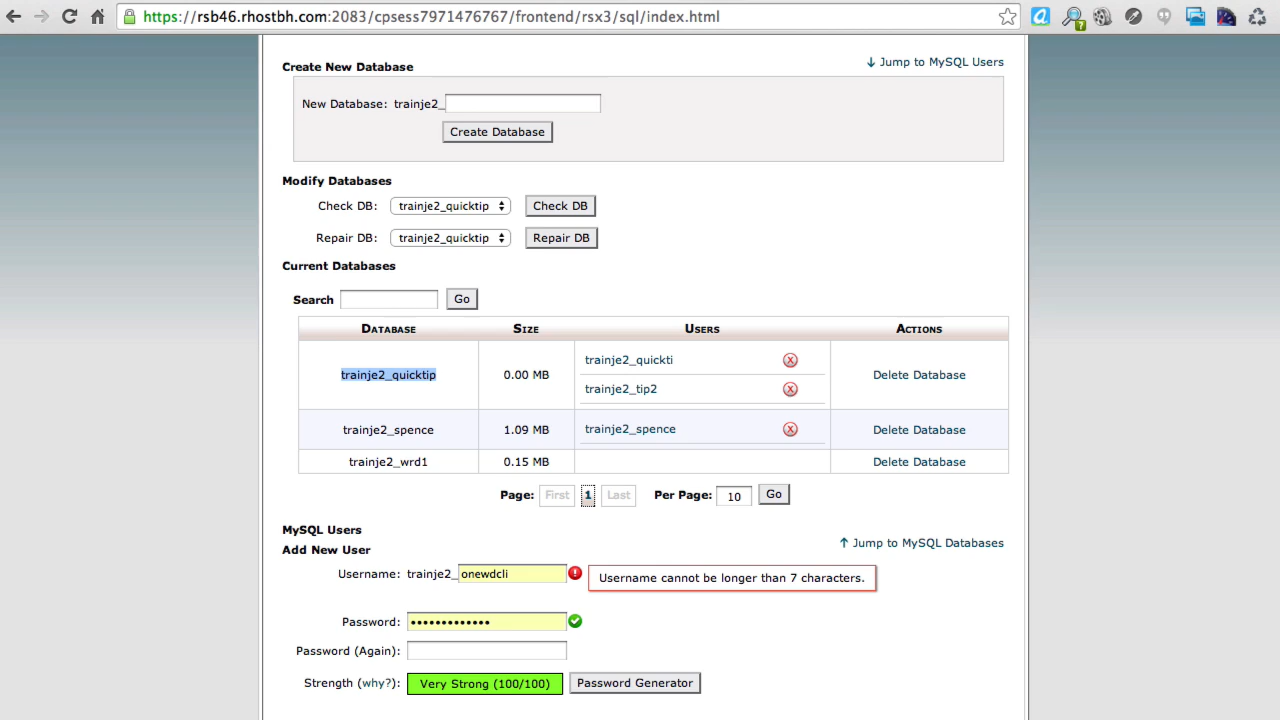 https://rsb46.rhostbh.com:2083/cpsess7971476767/frontend/rsx3/sql/index.html
Create New Database
↓ Jump to MySQL Users
New Database: trainje2_
Create Database
Modify Databases
Check DB: trainje2_quicktip Check DB
Repair DB: trainje2_quicktip Repair DB
Current Databases
Search Go
Database Size Users Actions
trainje2_quicktip 0.00 MB trainje2_quickti Delete Database
trainje2_tip2
trainje2_spence 1.09 MB trainje2_spence Delete Database
trainje2_wrd1 0.15 MB Delete Database
Page: First 1 Last Per Page: 10 Go
MySQL Users
Add New User
↑ Jump to MySQL Databases
Username: trainje2_ onewdcli Username cannot be longer than 7 characters.
Password: •••••••••••••
Password (Again):
Strength (why?): Very Strong (100/100) Password Generator